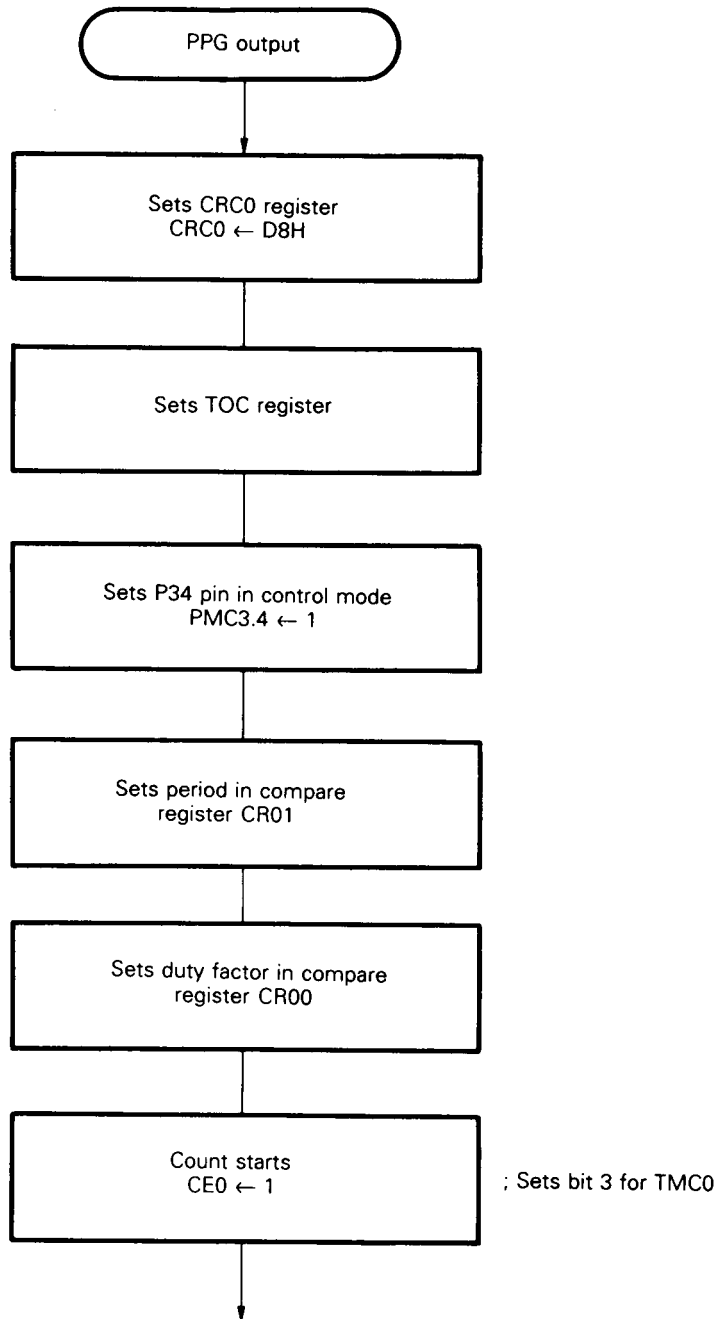 PPG output
Sets CRC0 register
CRC0 ← D8H
Sets TOC register
Sets P34 pin in control mode
PMC3.4 ← 1
Sets period in compare
register CR01
Sets duty factor in compare
register CR00
Count starts
CE0 ← 1
; Sets bit 3 for TMC0